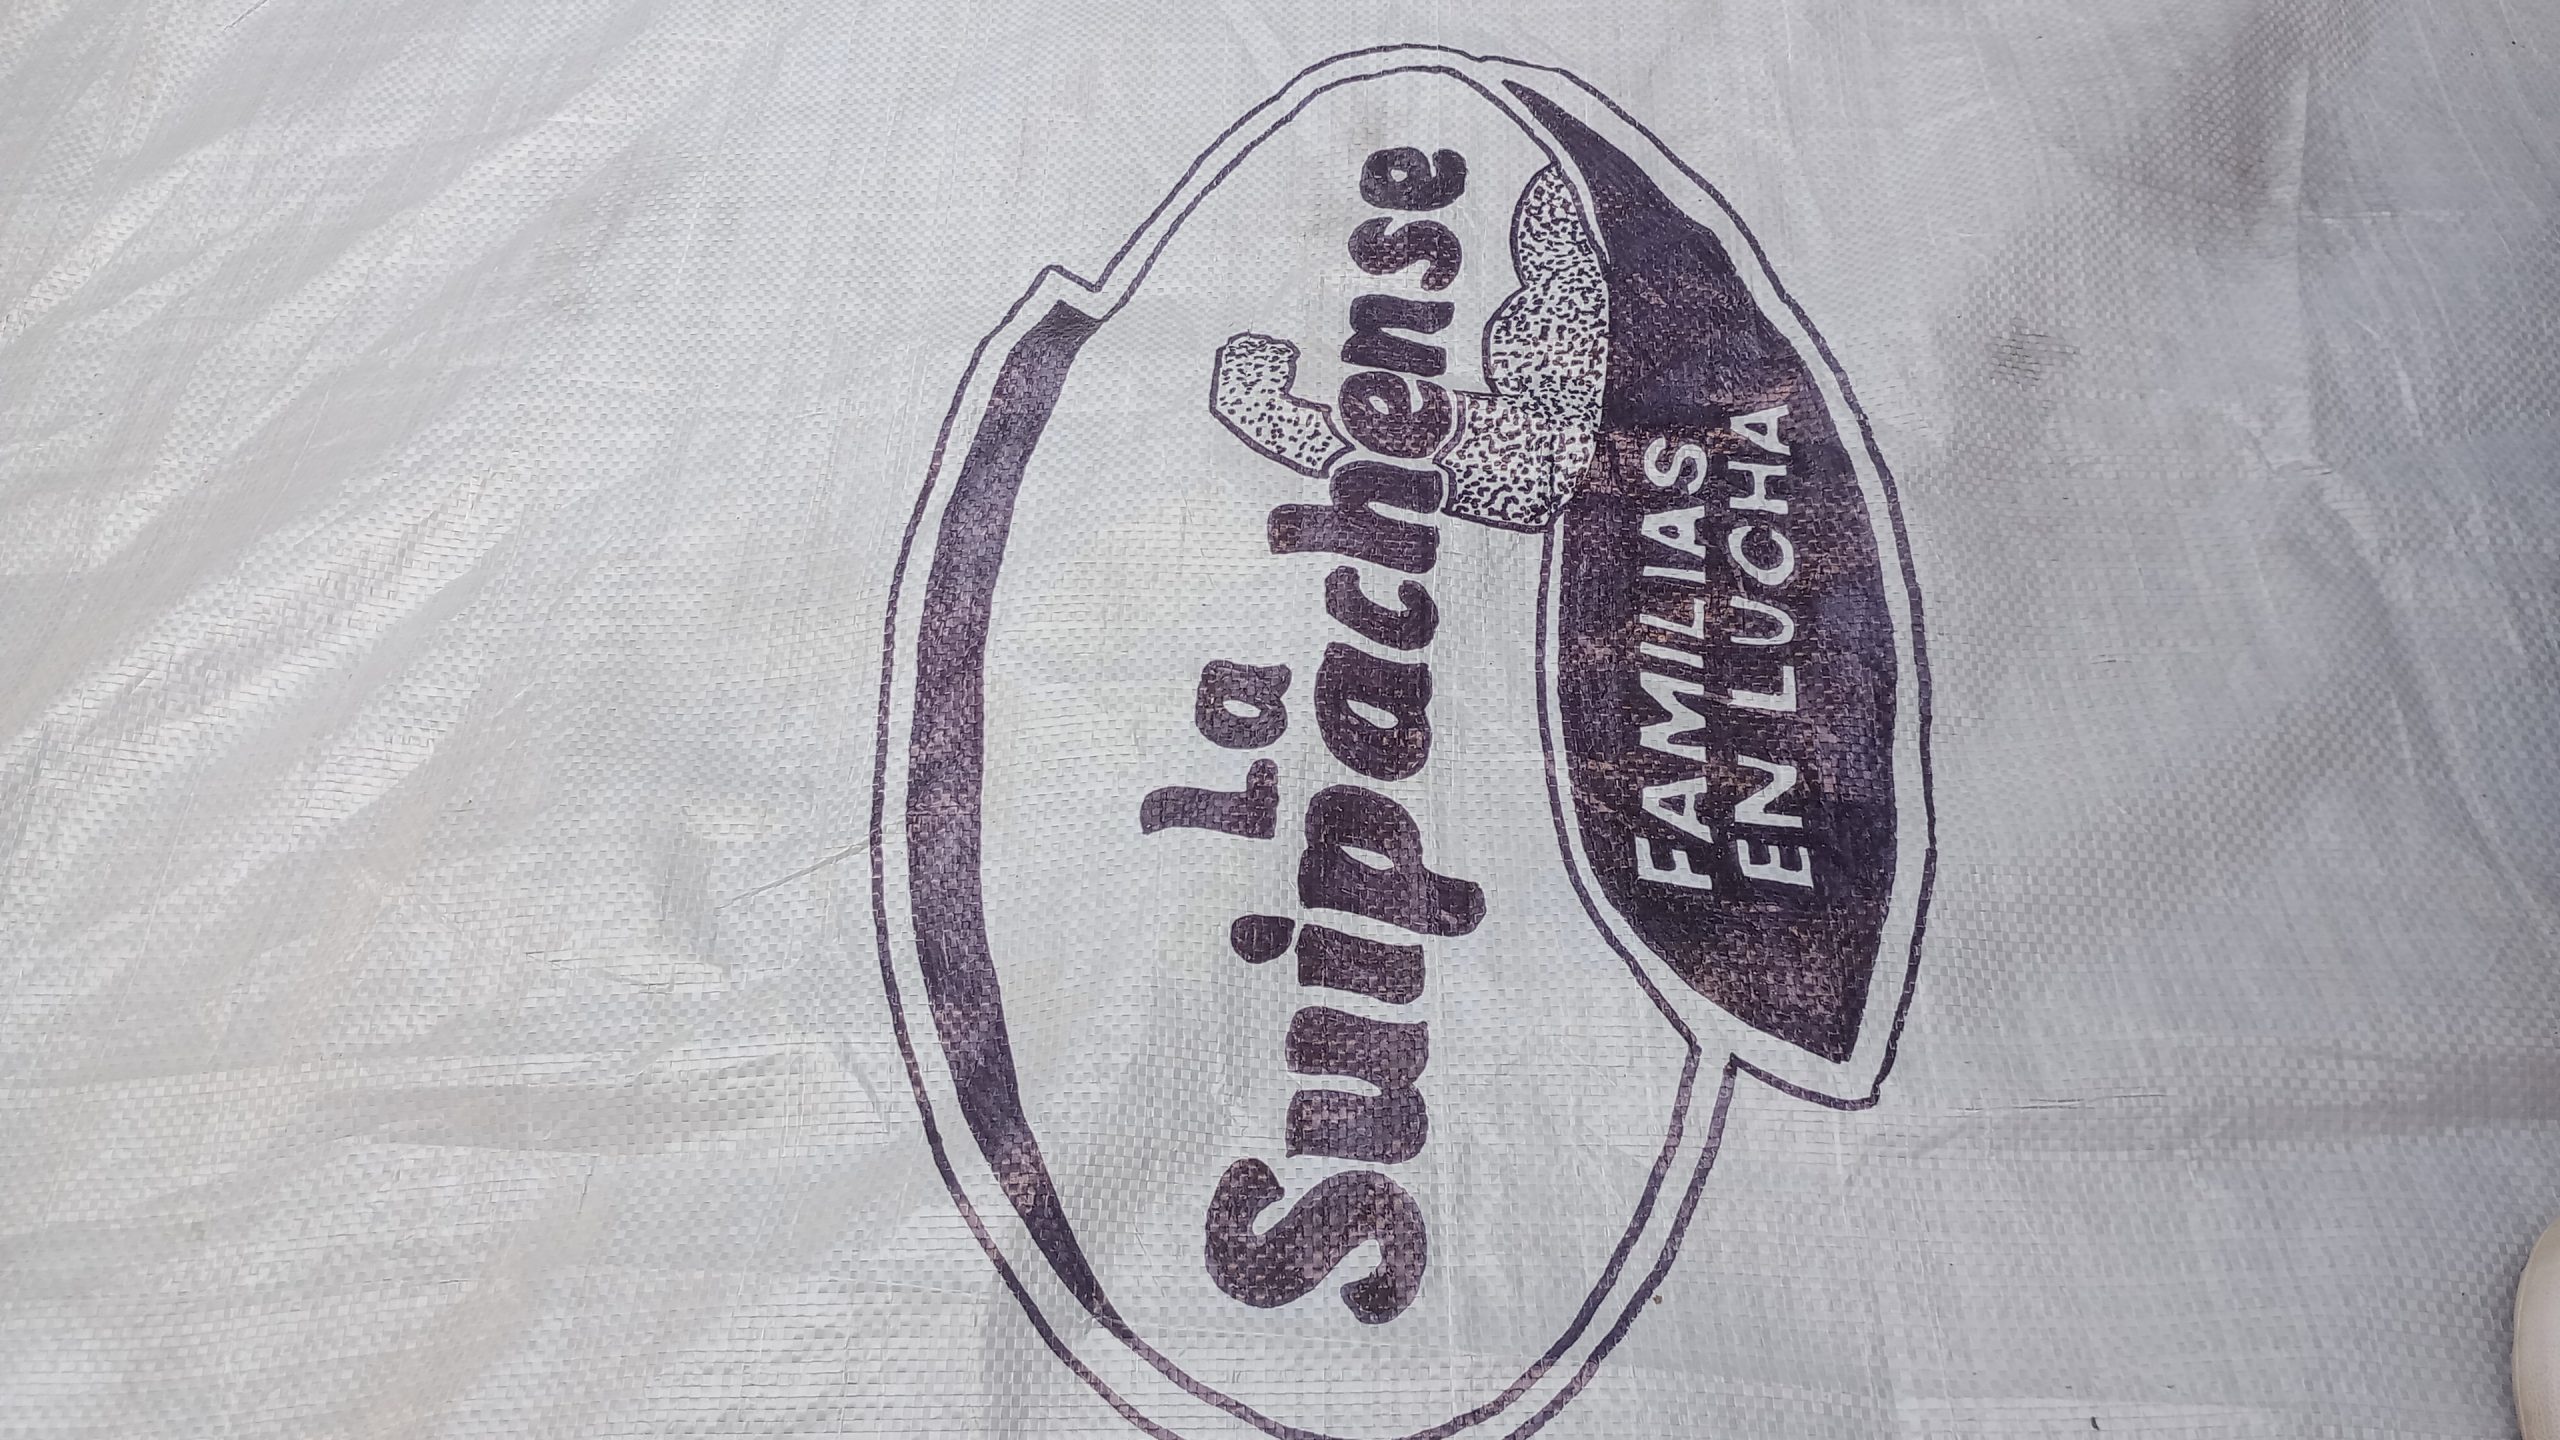 La
Suipachense
FAMILIAS
EN LUCHA